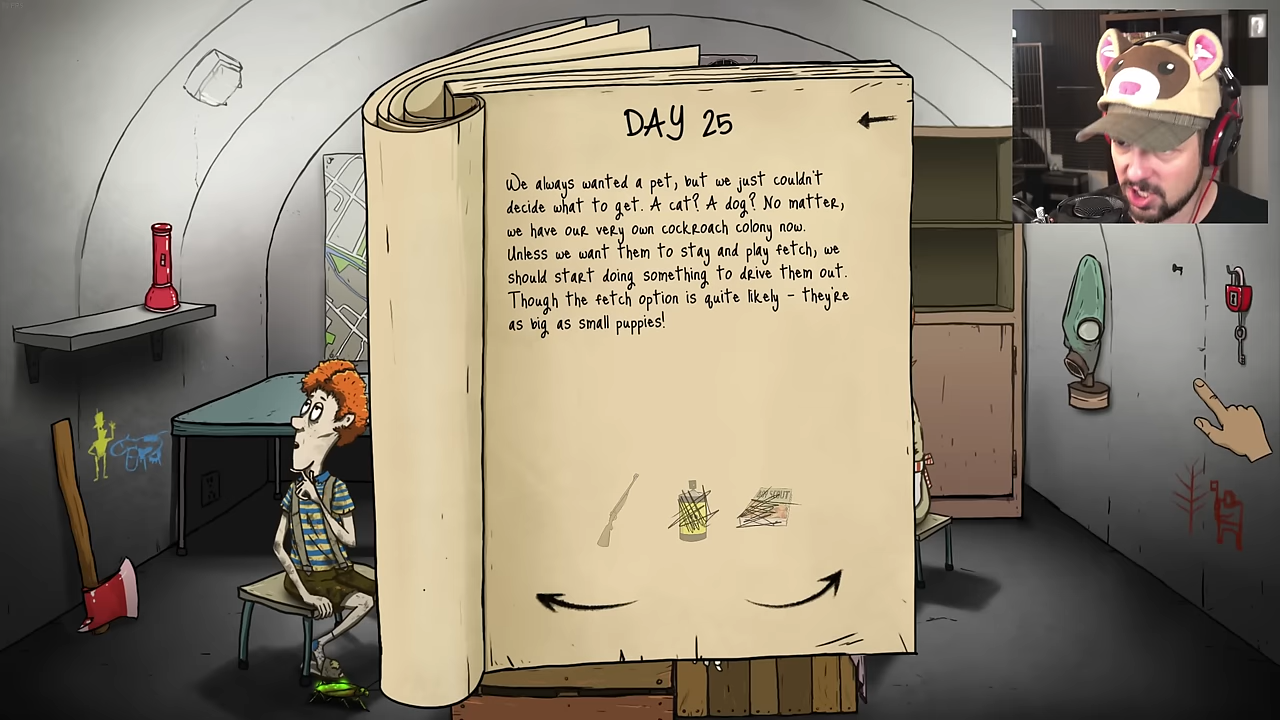 DAY 25
We always wanted a pet, but we just couldn't
decide what to get. A cat? A dog? No matter,
we have our very own cockroach colony now.
Unless we want them to stay and play fetch, we
should start doing something to drive them out.
Though the fetch option is quite likely - they're
as big as small puppies!